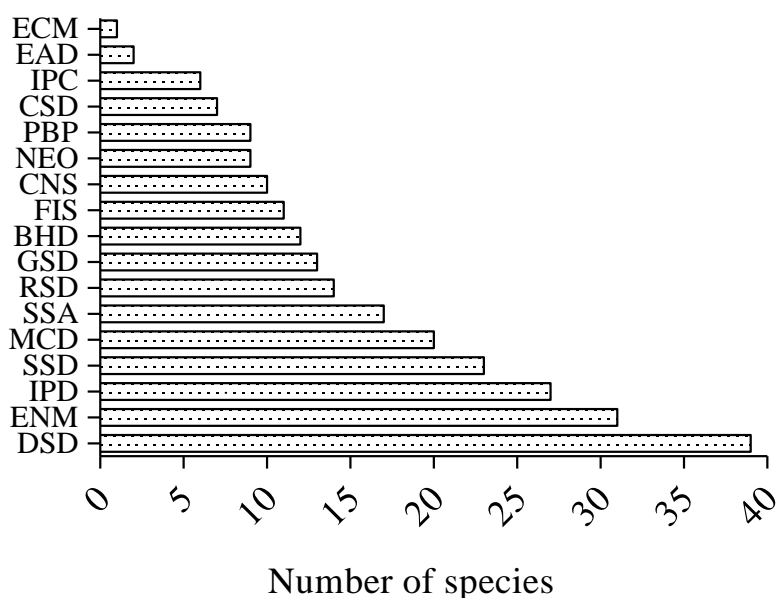 ECM
EAD
IPC
CSD
PBP
NEO
CNS
FIS
BHD
GSD
RSD
SSA
MCD
SSD
IPD
ENM
DSD
0 5 10 15 20 25 30 35 40
Number of species